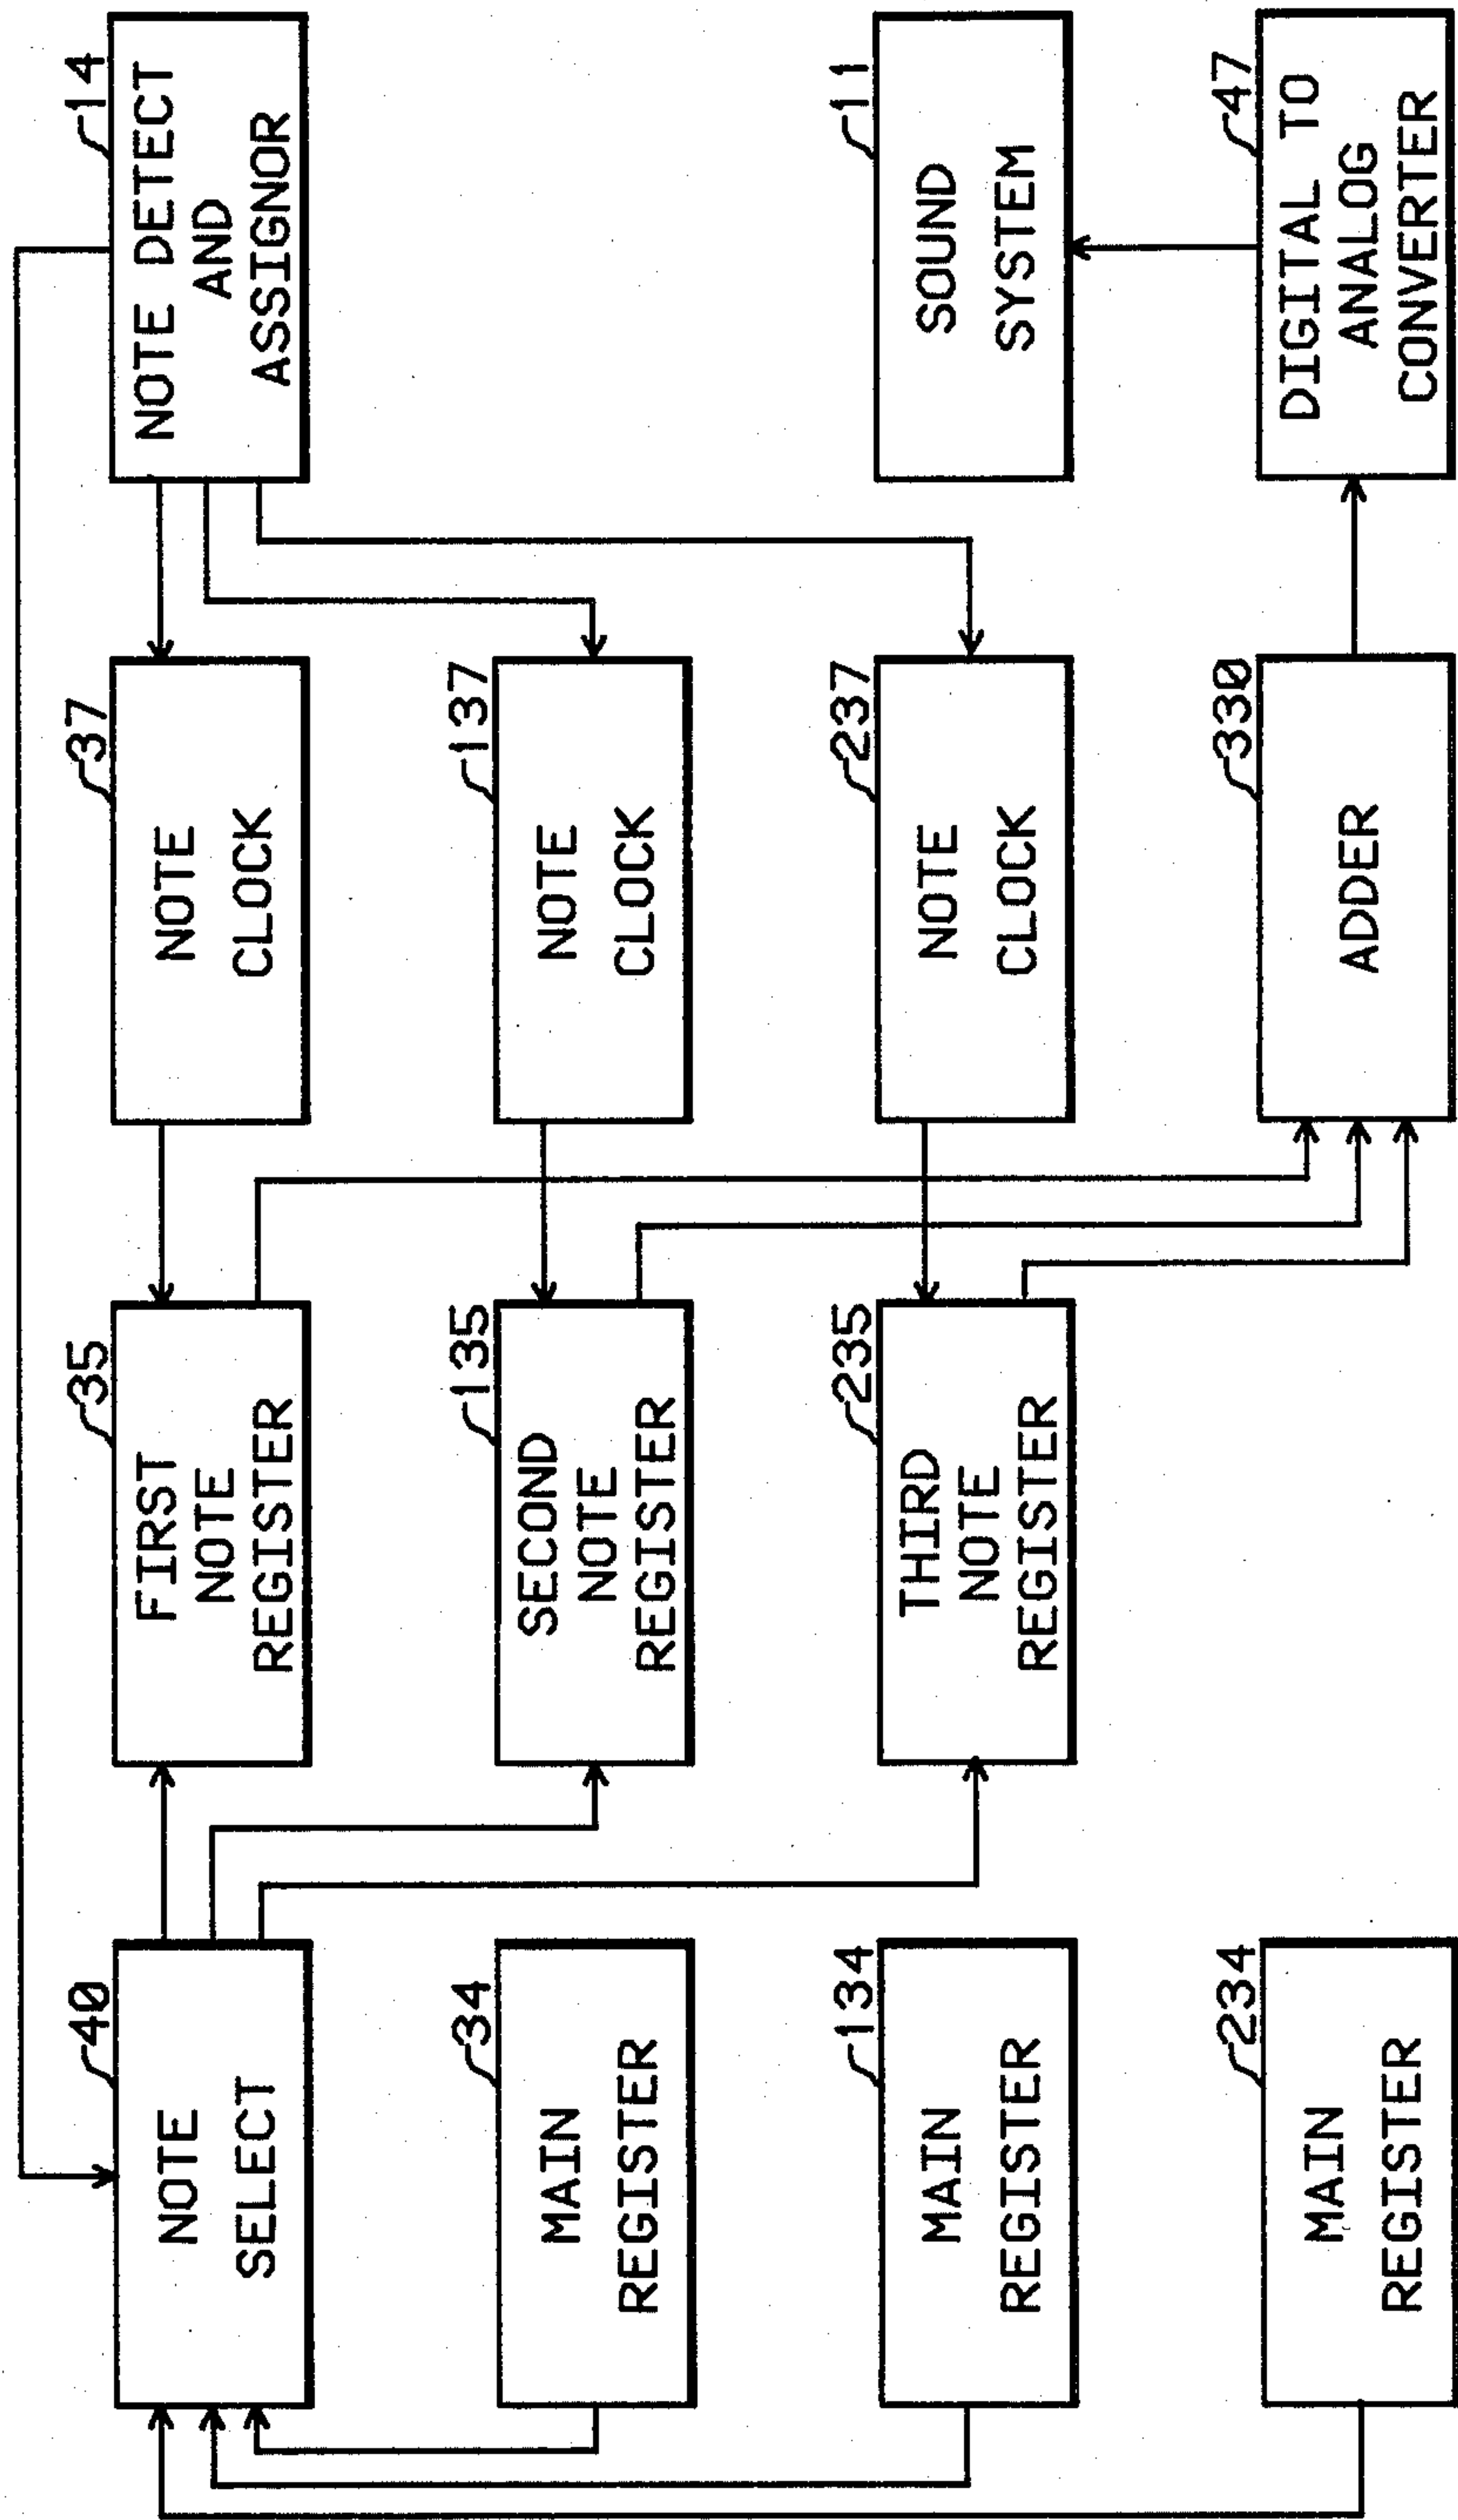 40
NOTE
SELECT
35
FIRST
NOTE
REGISTER
37
NOTE
CLOCK
14
NOTE DETECT
AND
ASSIGNOR
34
MAIN
REGISTER
135
SECOND
NOTE
REGISTER
137
NOTE
CLOCK
134
MAIN
REGISTER
235
THIRD
NOTE
REGISTER
237
NOTE
CLOCK
11
SOUND
SYSTEM
234
MAIN
REGISTER
330
ADDER
47
DIGITAL TO
ANALOG
CONVERTER